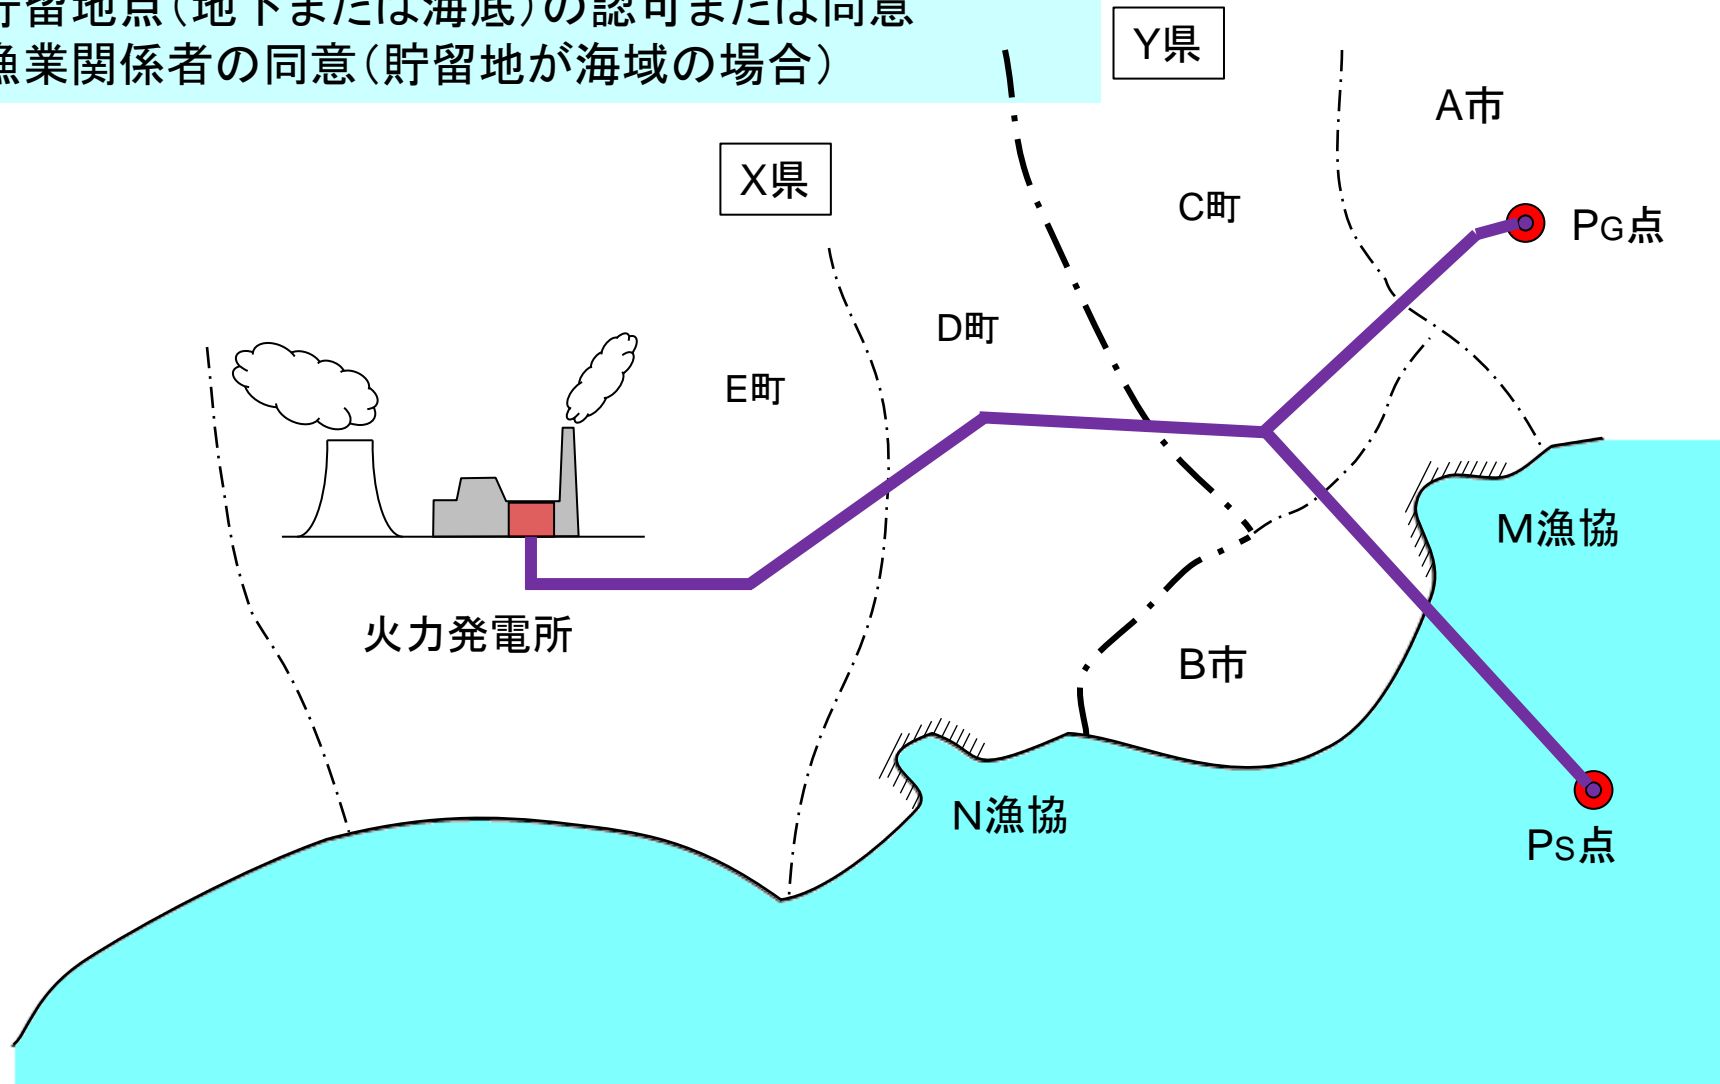 貯留地点（地下または海底）の認可または同意
漁業関係者の同意（貯留地が海域の場合）
Y県
A市
X県
C町
PG点
D町
E町
M漁協
火力発電所
B市
N漁協
PS点